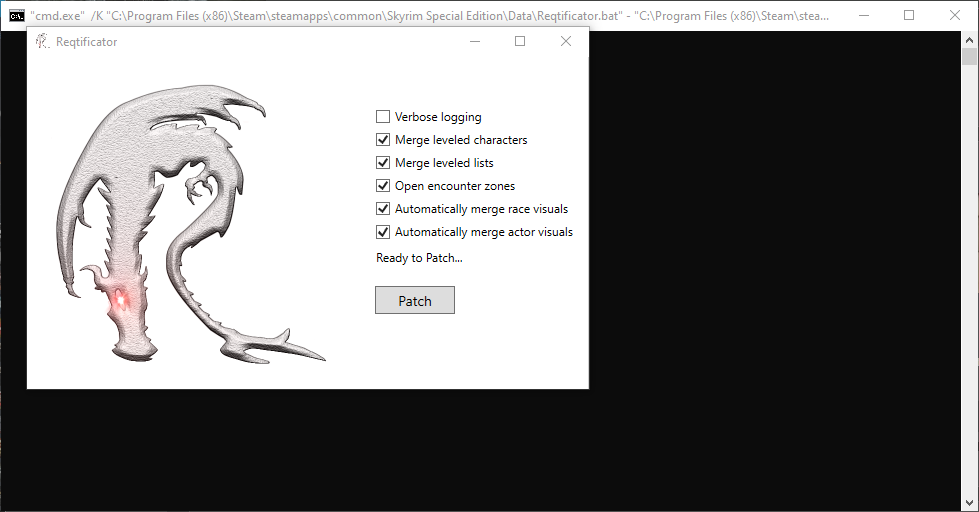 "cmd.exe" /K "C:\Program Files (x86)\Steam\steamapps\common\Skyrim Special Edition\Data\Reqtificator.bat" - "C:\Program Files (x86)\Steam\stea...
Reqtificator
Verbose logging
Merge leveled characters
Merge leveled lists
Open encounter zones
Automatically merge race visuals
Automatically merge actor visuals
Ready to Patch...
Patch